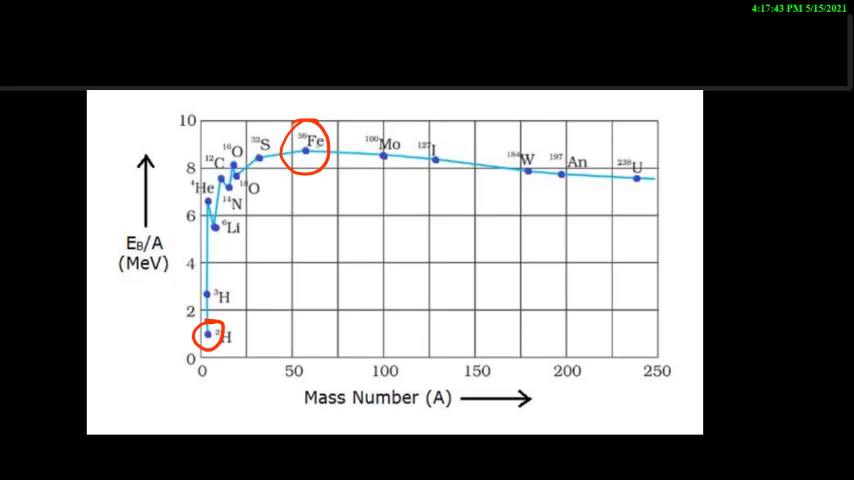 4:17:43 PM 5/15/2021
10
8
6
4
2
0
E_B/A
(MeV)
⁴He
¹²C
¹⁶O
¹⁸O
¹⁴N
⁶Li
³H
²H
³²S
⁵⁶Fe
¹⁰⁰Mo
¹²⁷I
¹⁸⁴W
¹⁹⁷An
²³⁸U
0 50 100 150 200 250
Mass Number (A)